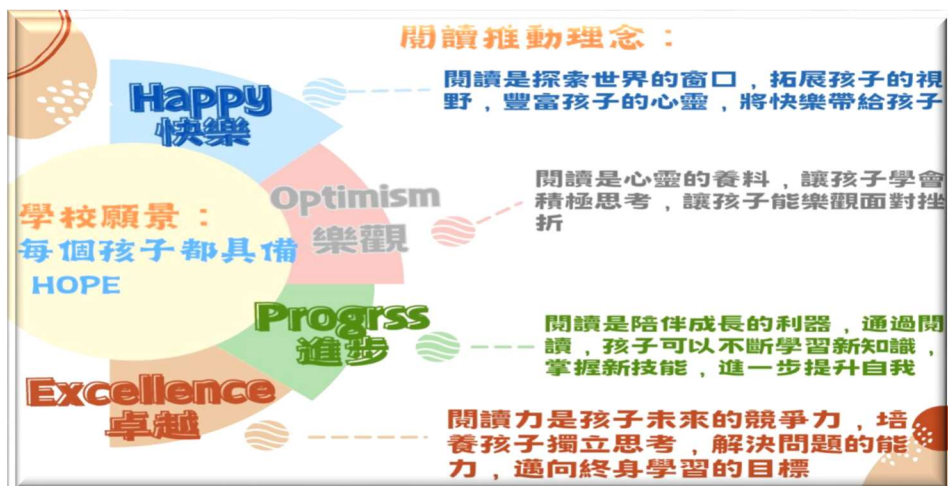 閱讀推動理念：
Happy
快樂
閱讀是探索世界的窗口，拓展孩子的視
野，豐富孩子的心靈，將快樂帶給孩子
Optimism
樂觀
閱讀是心靈的養料，讓孩子學會
積極思考，讓孩子能樂觀面對挫
折
學校願景：
每個孩子都具備
HOPE
Progrss
進步
閱讀是陪伴成長的利器，通過閱
讀，孩子可以不斷學習新知識，
掌握新技能，進一步提升自我
Excellence
卓越
閱讀力是孩子未來的競爭力，培
養孩子獨立思考，解決問題的能
力，邁向終身學習的目標